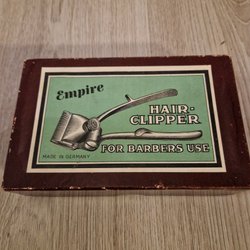 Empire
HAIR-
CLIPPER
FOR BARBERS USE
MADE IN GERMANY